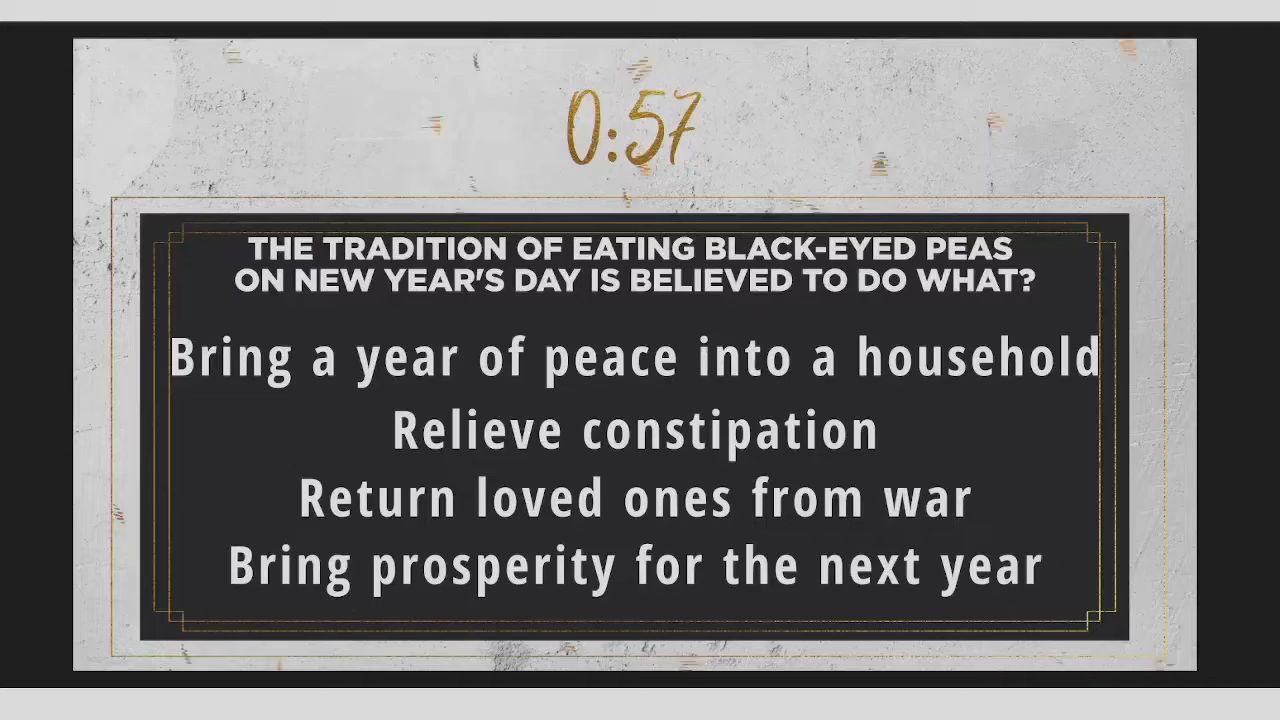 0:57
THE TRADITION OF EATING BLACK-EYED PEAS
ON NEW YEAR'S DAY IS BELIEVED TO DO WHAT?
Bring a year of peace into a household
Relieve constipation
Return loved ones from war
Bring prosperity for the next year